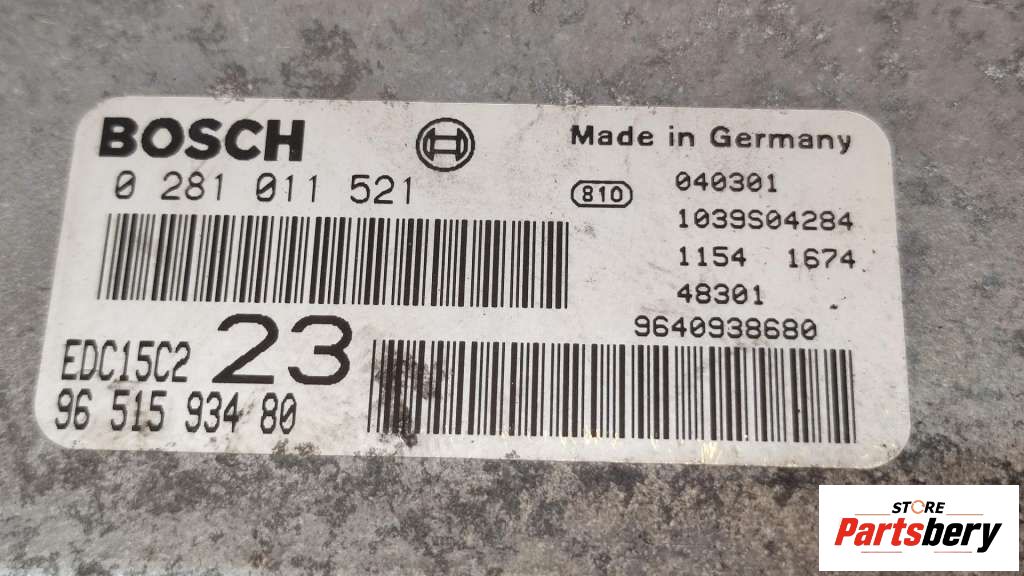 BOSCH
Made in Germany
0 281 011 521
810
040301
1039S04284
1154 1674
48301
9640938680
EDC15C2 23
96 515 934 80
STORE
Partsbery